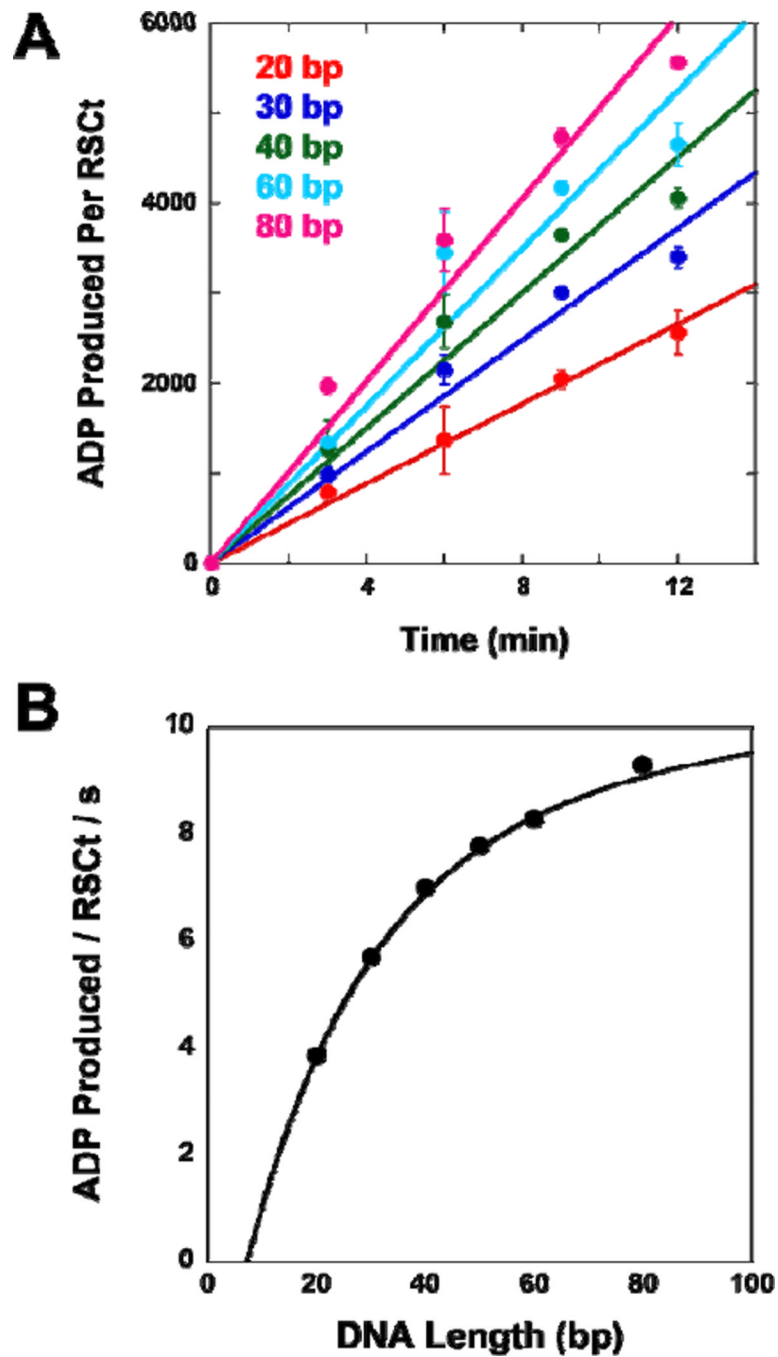 A
6000
20 bp
30 bp
40 bp
60 bp
80 bp
4000
2000
0
ADP Produced Per RSCt
0 4 8 12
Time (min)
B
10
8
6
4
2
0
ADP Produced / RSCt / s
0 20 40 60 80 100
DNA Length (bp)